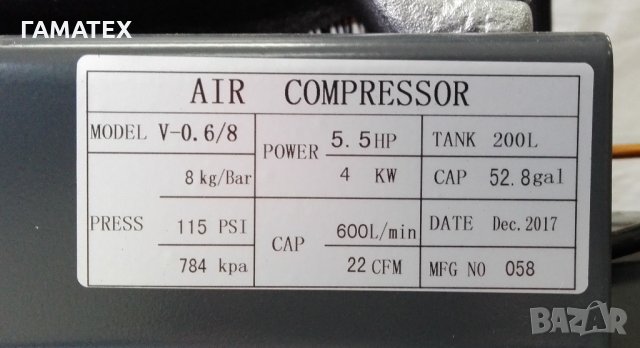 ГАМАТЕХ
AIR COMPRESSOR
MODEL V-0.6/8
POWER 5.5HP
4 KW
TANK 200L
CAP 52.8gal
PRESS 8 kg/Bar
115 PSI
784 kpa
CAP 600L/min
22 CFM
DATE Dec. 2017
MFG NO 058
BAZAR